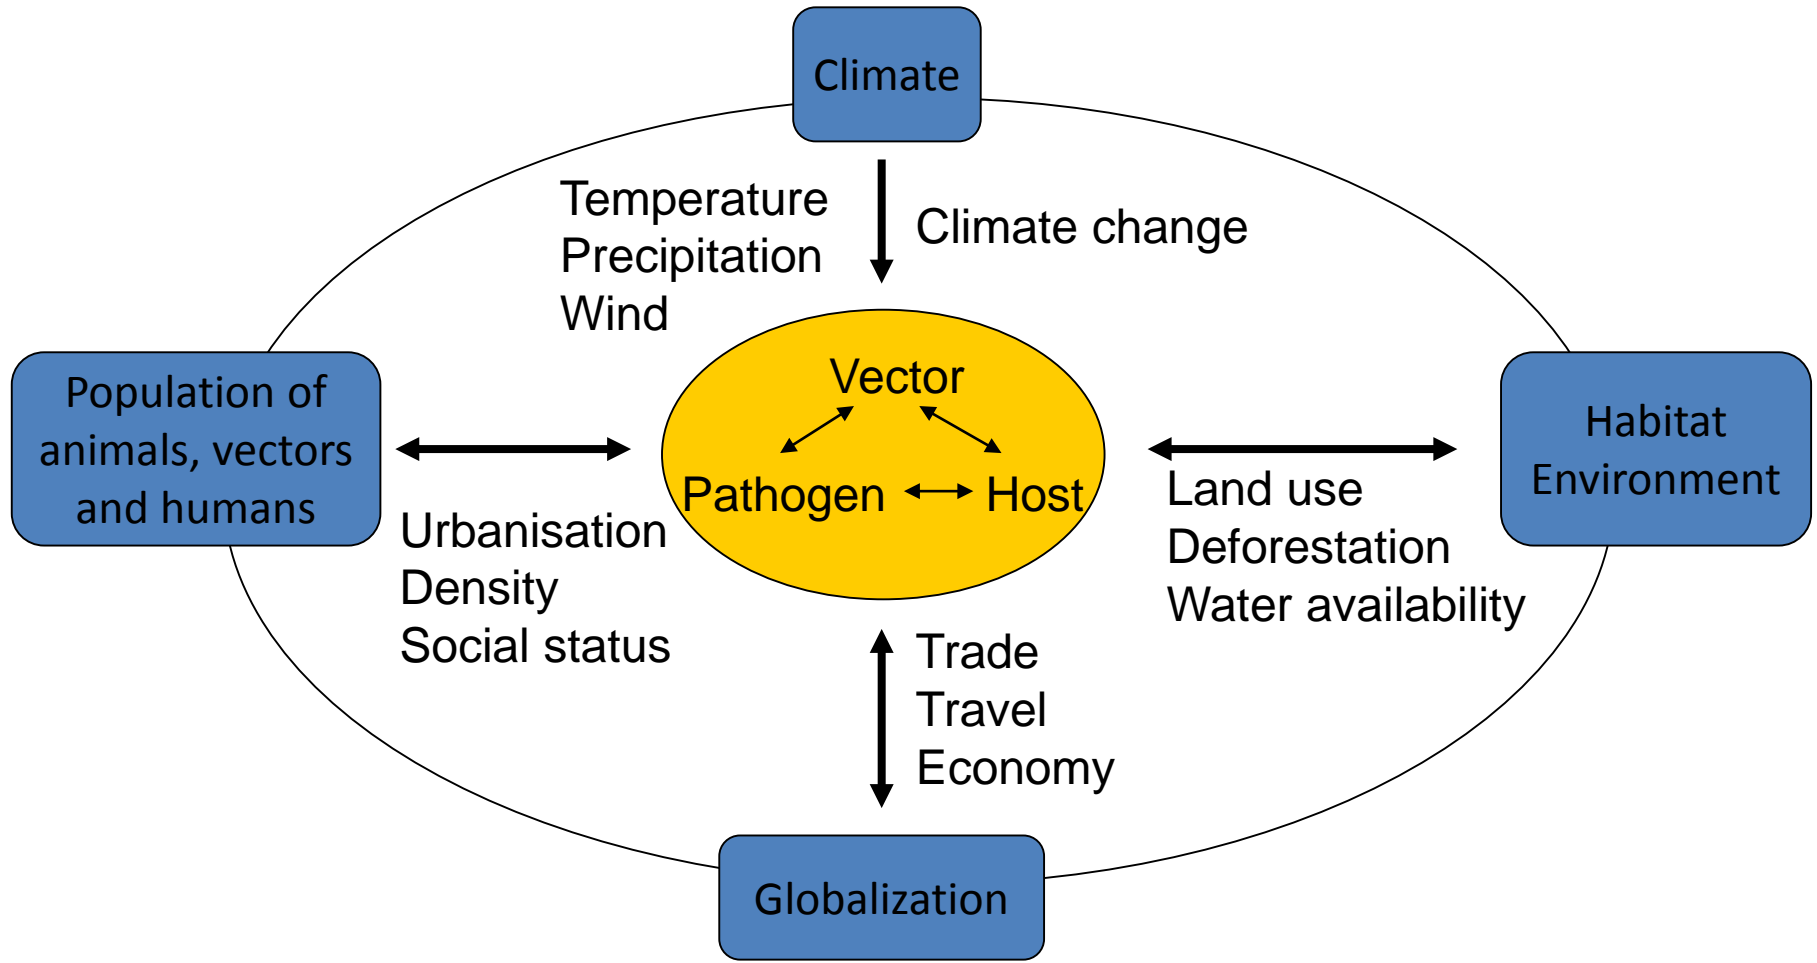 Climate
Temperature
Precipitation
Wind
Climate change
Population of
animals, vectors
and humans
Vector
Pathogen
Host
Habitat
Environment
Urbanisation
Density
Social status
Land use
Deforestation
Water availability
Trade
Travel
Economy
Globalization